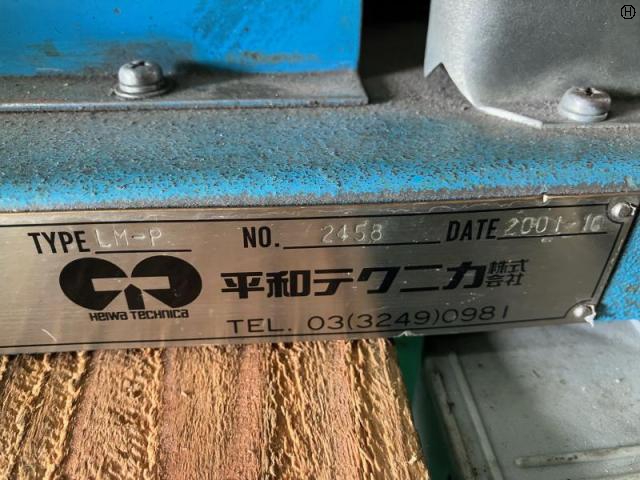 H
TYPE LM-P NO. 2458 DATE 2001-10
平和テクニカ株式会社
Heiwa Technica
TEL. 03(3249)0981